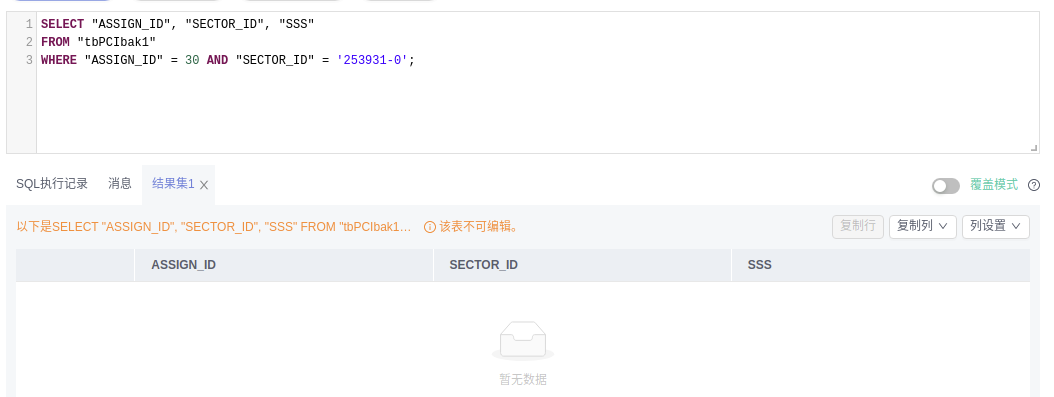 1 SELECT "ASSIGN_ID", "SECTOR_ID", "SSS"
2 FROM "tbPCIbak1"
3 WHERE "ASSIGN_ID" = 30 AND "SECTOR_ID" = '253931-0';
SQL执行记录 消息 结果集1 覆盖模式
以下是SELECT "ASSIGN_ID", "SECTOR_ID", "SSS" FROM "tbPCIbak1... 该表不可编辑。 复制行 复制列 列设置
ASSIGN_ID SECTOR_ID SSS
暂无数据